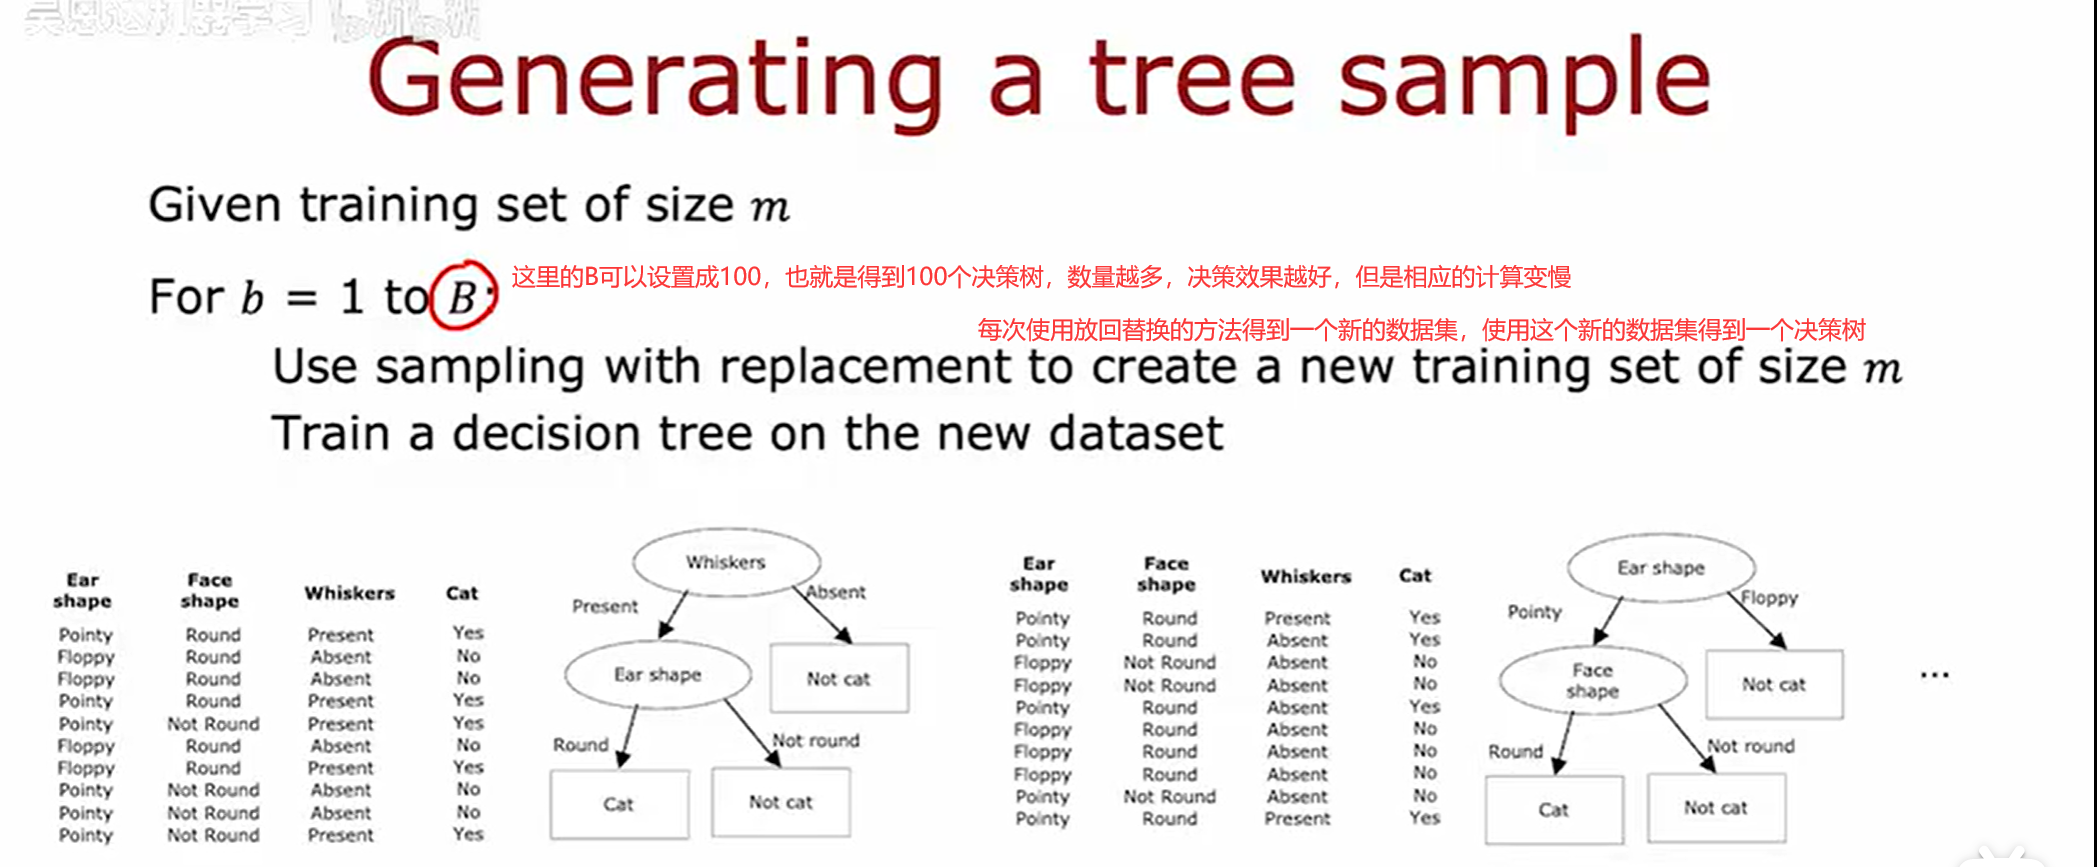 吴恩达机器学习
Generating a tree sample
Given training set of size m
For b = 1 to B:
这里的B可以设置成100，也就是得到100个决策树，数量越多，决策效果越好，但是相应的计算变慢
每次使用放回替换的方法得到一个新的数据集，使用这个新的数据集得到一个决策树
Use sampling with replacement to create a new training set of size m
Train a decision tree on the new dataset
Ear shape Face shape Whiskers Cat
Pointy Round Present Yes
Floppy Round Absent No
Floppy Round Absent No
Pointy Round Present Yes
Pointy Not Round Present Yes
Floppy Round Absent No
Floppy Round Present Yes
Pointy Not Round Absent No
Pointy Not Round Absent No
Pointy Not Round Present Yes
Whiskers
Present
Absent
Ear shape
Not cat
Round
Not round
Cat
Not cat
Ear shape Face shape Whiskers Cat
Pointy Round Present Yes
Pointy Round Absent Yes
Floppy Not Round Absent No
Floppy Not Round Absent No
Pointy Round Absent Yes
Floppy Round Absent No
Floppy Round Absent No
Floppy Round Absent No
Pointy Not Round Absent No
Pointy Round Present Yes
Ear shape
Pointy
Floppy
Face shape
Not cat
Round
Not round
Cat
Not cat
...